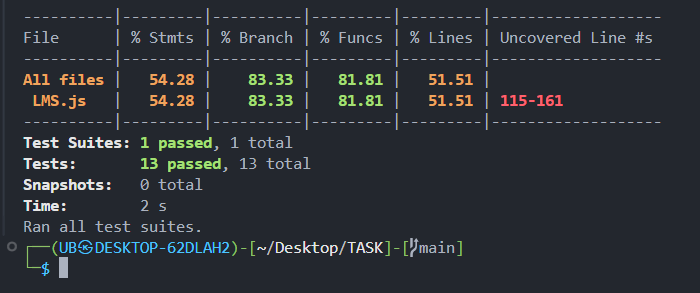 -----------|---------|----------|---------|---------|-------------------
File       | % Stmts | % Branch | % Funcs | % Lines | Uncovered Line #s
-----------|---------|----------|---------|---------|-------------------
All files  |   54.28 |    83.33 |   81.81 |   51.51 |
 LMS.js    |   54.28 |    83.33 |   81.81 |   51.51 | 115-161
-----------|---------|----------|---------|---------|-------------------
Test Suites: 1 passed, 1 total
Tests:       13 passed, 13 total
Snapshots:   0 total
Time:        2 s
Ran all test suites.
┌──(UB㉿DESKTOP-62DLAH2)-[~/Desktop/TASK]-[main]
└─$